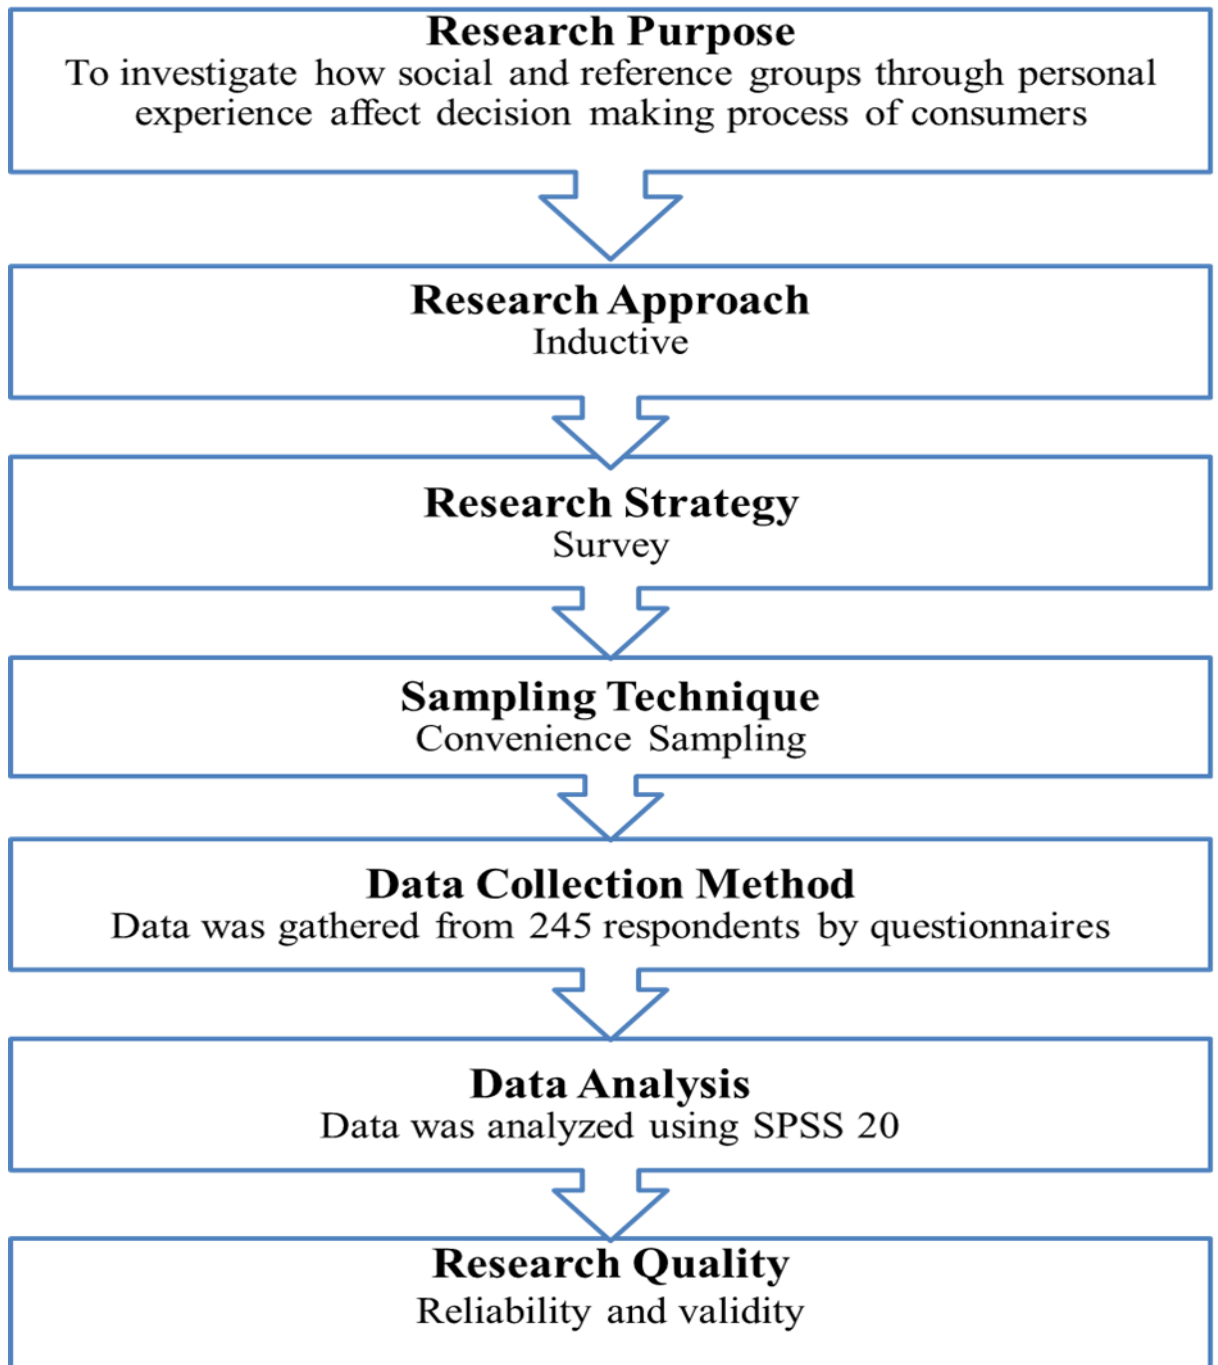 Research Purpose
To investigate how social and reference groups through personal
experience affect decision making process of consumers
Research Approach
Inductive
Research Strategy
Survey
Sampling Technique
Convenience Sampling
Data Collection Method
Data was gathered from 245 respondents by questionnaires
Data Analysis
Data was analyzed using SPSS 20
Research Quality
Reliability and validity